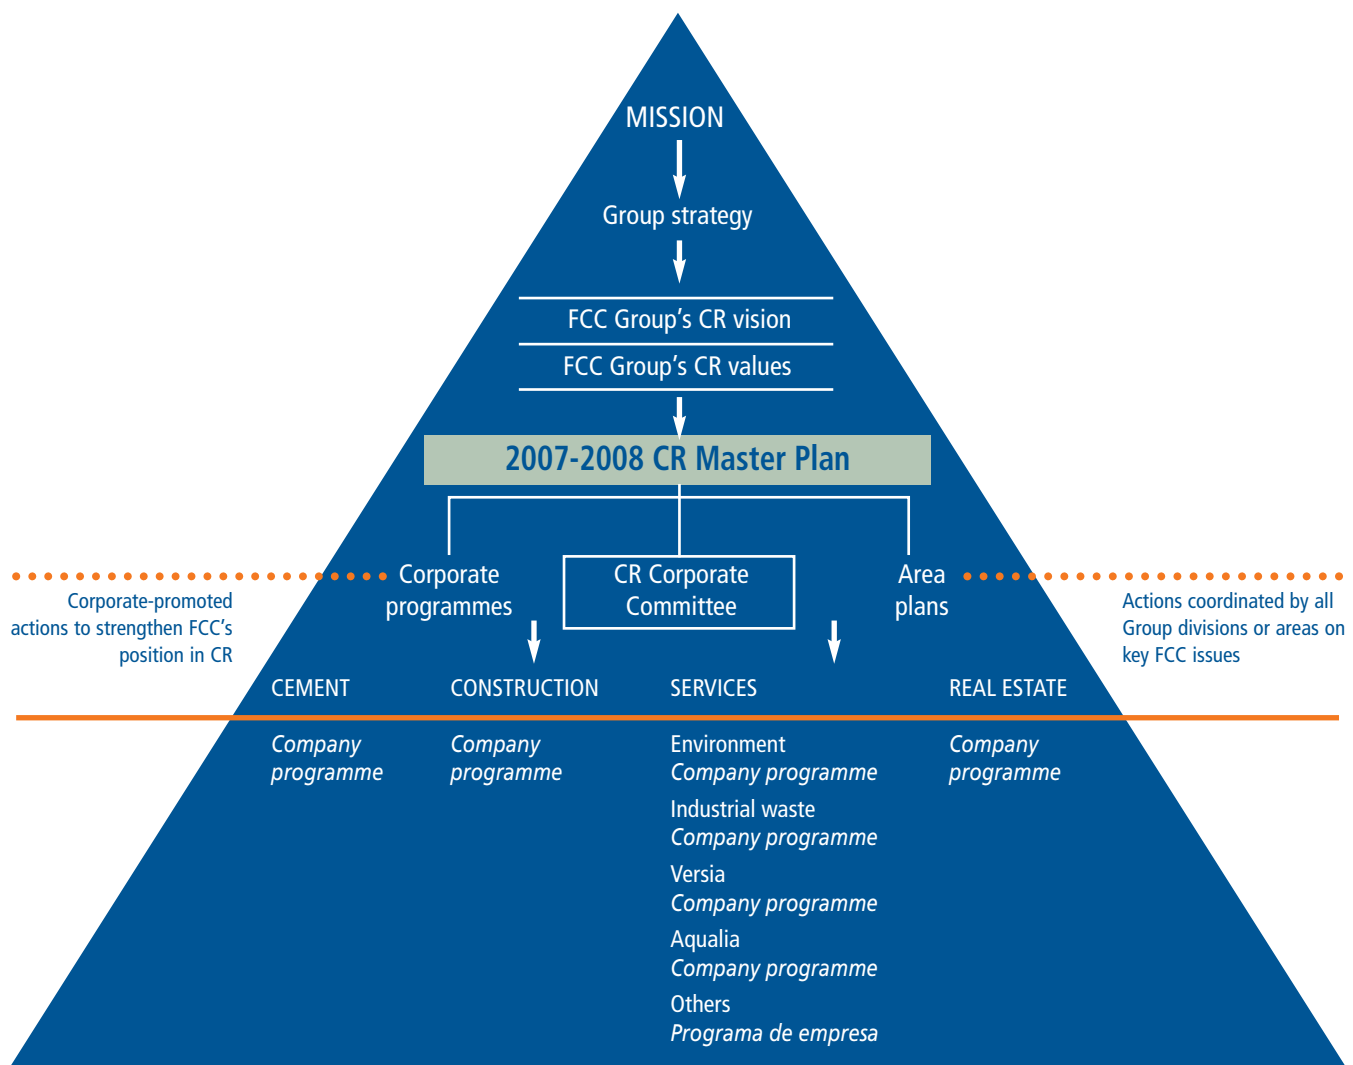 MISSION
Group strategy
FCC Group's CR vision
FCC Group's CR values
2007-2008 CR Master Plan
Corporate
programmes
CR Corporate
Committee
Area
plans
Corporate-promoted
actions to strengthen FCC's
position in CR
Actions coordinated by all
Group divisions or areas on
key FCC issues
CEMENT
CONSTRUCTION
SERVICES
REAL ESTATE
Company
programme
Company
programme
Environment
Company programme
Industrial waste
Company programme
Versia
Company programme
Aqualia
Company programme
Others
Programa de empresa
Company
programme